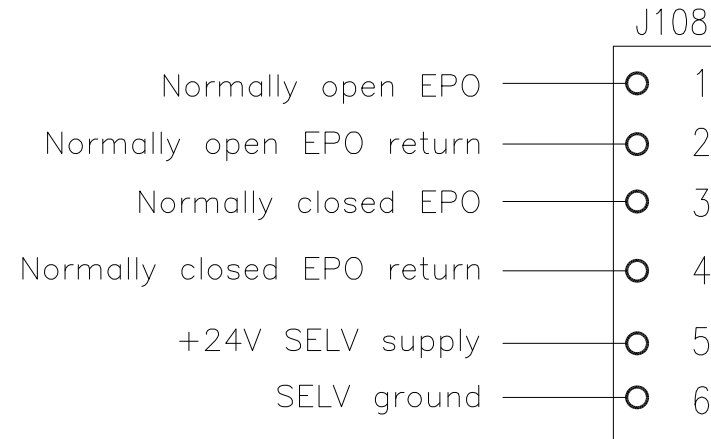 J108
Normally open EPO 1
Normally open EPO return 2
Normally closed EPO 3
Normally closed EPO return 4
+24V SELV supply 5
SELV ground 6